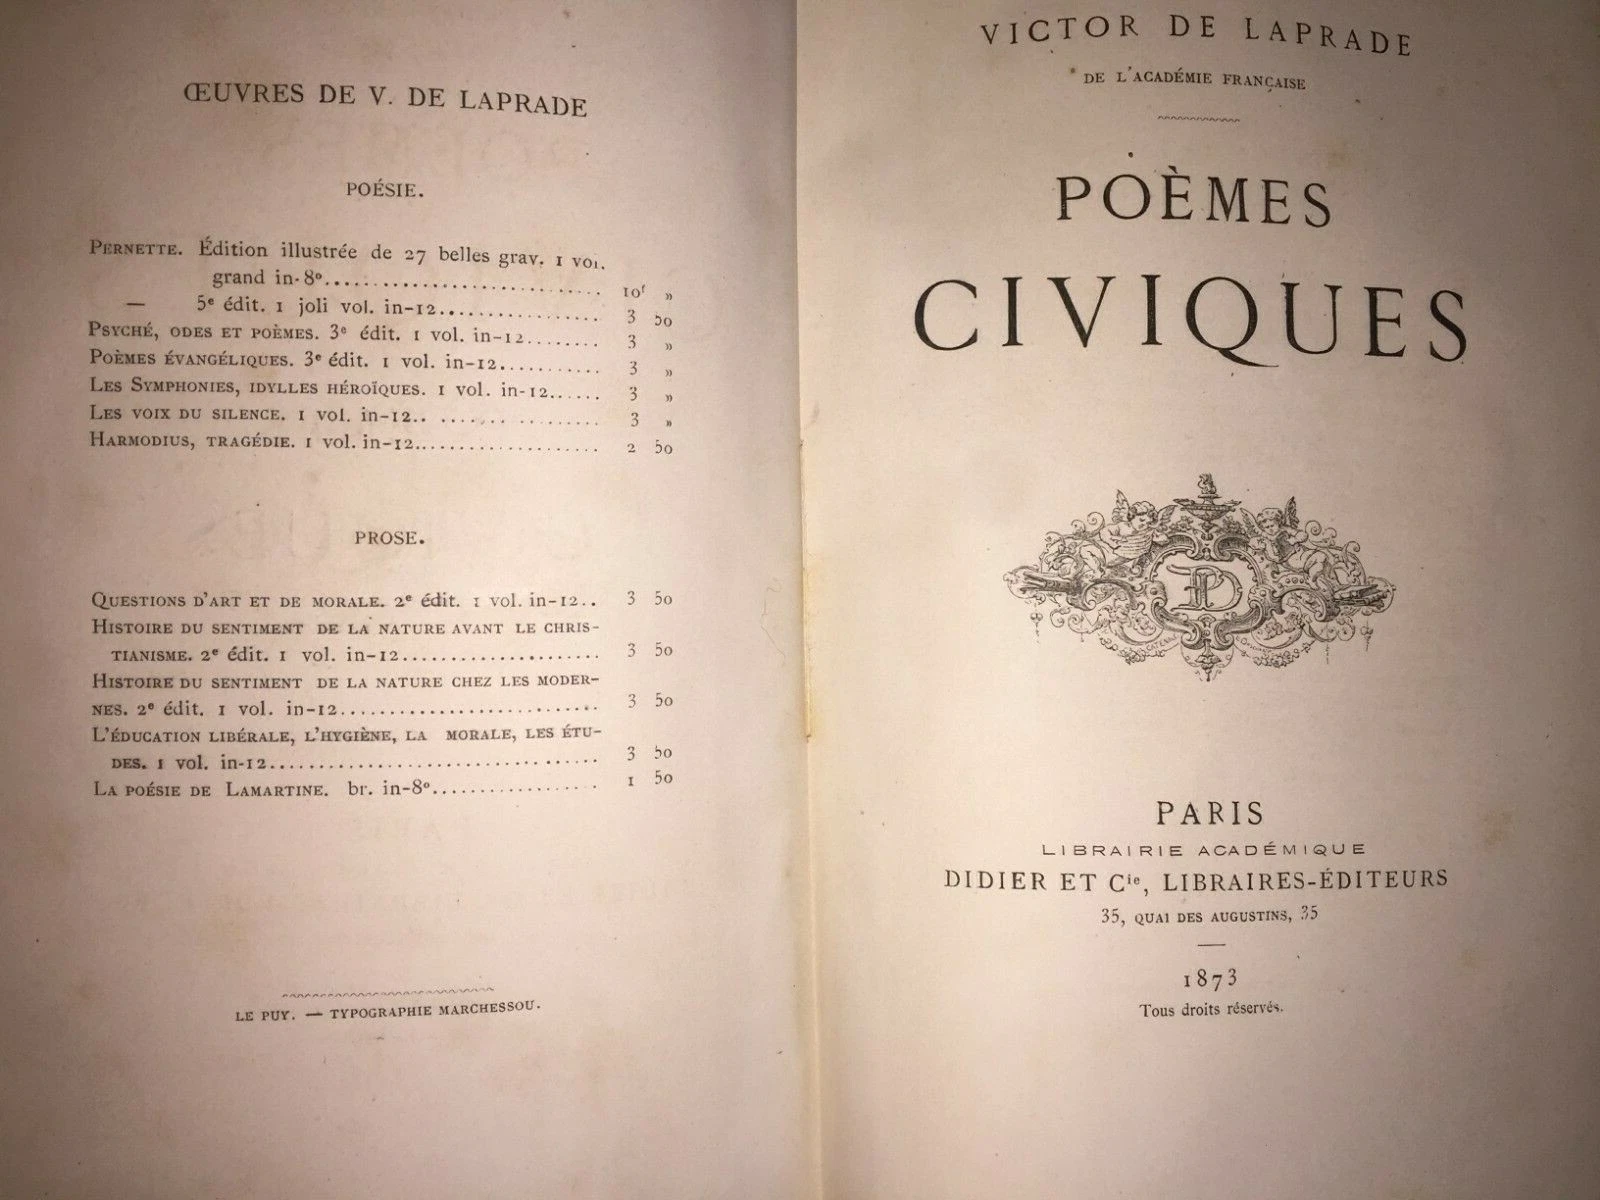 ŒUVRES DE V. DE LAPRADE
POÉSIE.
PERNETTE. Édition illustrée de 27 belles grav. 1 vol.
grand in-8º............................. 10f »
— 5e édit. 1 joli vol. in-12.................. 3 50
PSYCHÉ, ODES ET POÈMES. 3e édit. 1 vol. in-12........ 3 »
POÈMES ÉVANGÉLIQUES. 3e édit. 1 vol. in-12........... 3 »
LES SYMPHONIES, IDYLLES HÉROÏQUES. 1 vol. in-12...... 3 »
LES VOIX DU SILENCE. 1 vol. in-12.. .... ... ......... 3 »
HARMODIUS, TRAGÉDIE. 1 vol. in-12.................... 2 50
PROSE.
QUESTIONS D'ART ET DE MORALE. 2e édit. 1 vol. in-12.. 3 50
HISTOIRE DU SENTIMENT DE LA NATURE AVANT LE CHRIS-
TIANISME. 2e édit. 1 vol. in-12..................... 3 50
HISTOIRE DU SENTIMENT DE LA NATURE CHEZ LES MODER-
NES. 2e édit. 1 vol. in-12........................... 3 50
L'ÉDUCATION LIBÉRALE, L'HYGIÈNE, LA MORALE, LES ÉTU-
DES. 1 vol. in-12.................................. 3 50
LA POÉSIE DE LAMARTINE. br. in-8º.................. 1 50
LE PUY. — TYPOGRAPHIE MARCHESSOU.
VICTOR DE LAPRADE
DE L'ACADÉMIE FRANÇAISE
POÈMES
CIVIQUES
PARIS
LIBRAIRIE ACADÉMIQUE
DIDIER ET Cie, LIBRAIRES-ÉDITEURS
35, QUAI DES AUGUSTINS, 35
1873
Tous droits réservés.